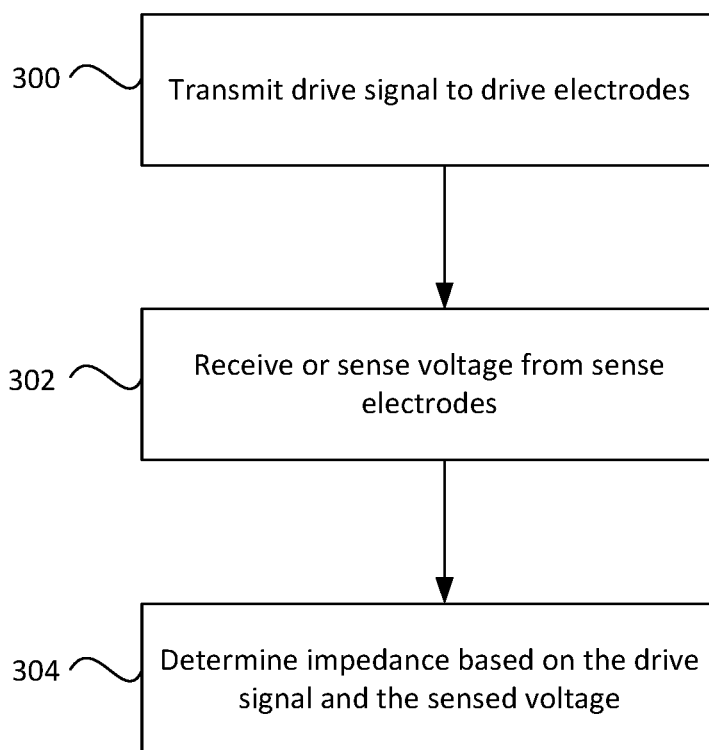 300
Transmit drive signal to drive electrodes
302
Receive or sense voltage from sense
electrodes
304
Determine impedance based on the drive
signal and the sensed voltage